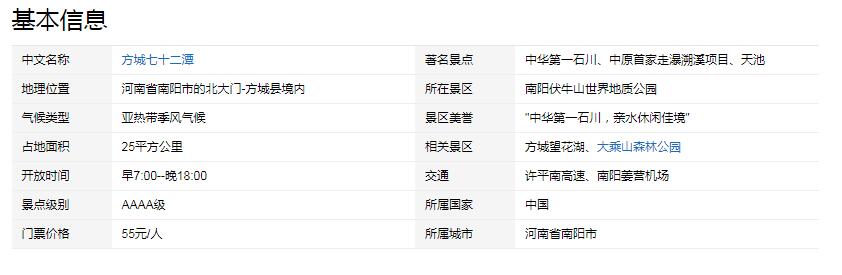 基本信息
中文名称 方城七十二潭 著名景点 中华第一石川、中原首家走瀑溯溪项目、天池
地理位置 河南省南阳市的北大门-方城县境内 所在景区 南阳伏牛山世界地质公园
气候类型 亚热带季风气候 景区美誉 "中华第一石川，亲水休闲佳境"
占地面积 25平方公里 相关景区 方城望花湖、大乘山森林公园
开放时间 早7:00--晚18:00 交通 许平南高速、南阳姜营机场
景点级别 AAAA级 所属国家 中国
门票价格 55元/人 所属城市 河南省南阳市